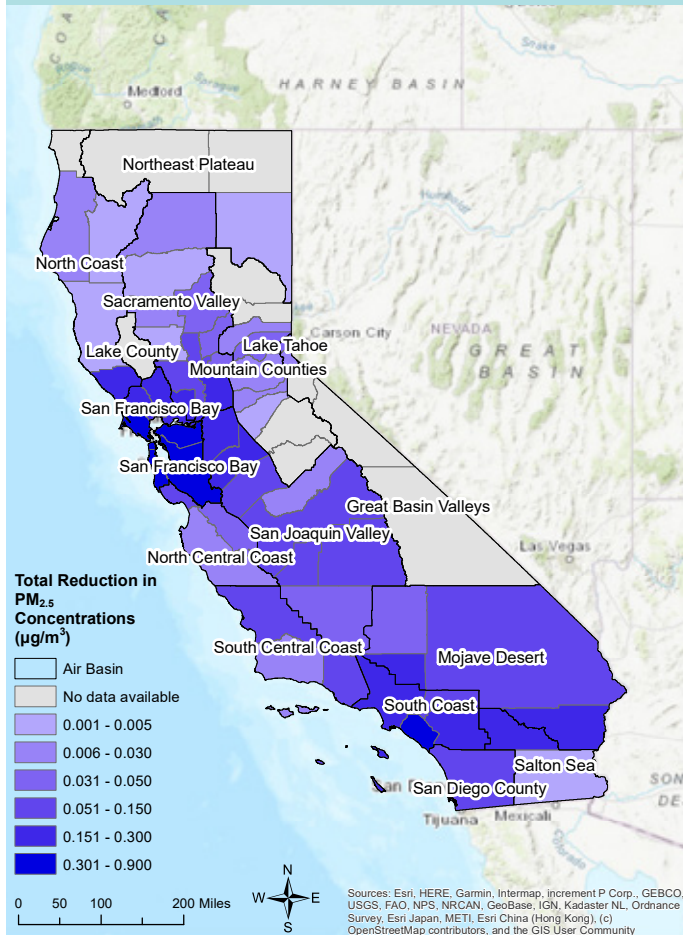 Snake
HARNEY BASIN
Rogue
Sprague
Medford
Northeast Plateau
Humboldt
North Coast
Sacramento Valley
Lake Tahoe
Carson City
NEVADA
Lake County
GREAT
BASIN
Mountain Counties
San Francisco Bay
San Francisco Bay
Great Basin Valleys
San Joaquin Valley
North Central Coast
Las Vegas
Total Reduction in
PM2.5
Concentrations
(µg/m³)
Air Basin
No data available
0.001 - 0.005
0.006 - 0.030
0.031 - 0.050
0.051 - 0.150
0.151 - 0.300
0.301 - 0.900
South Central Coast
Mojave Desert
South Coast
Salton Sea
San Diego County
Tijuana
Mexicali
Colorado
0 50 100 200 Miles
N
W E
S
Sources: Esri, HERE, Garmin, Intermap, increment P Corp., GEBCO,
USGS, FAO, NPS, NRCAN, GeoBase, IGN, Kadaster NL, Ordnance
Survey, Esri Japan, METI, Esri China (Hong Kong), (c)
OpenStreetMap contributors, and the GIS User Community